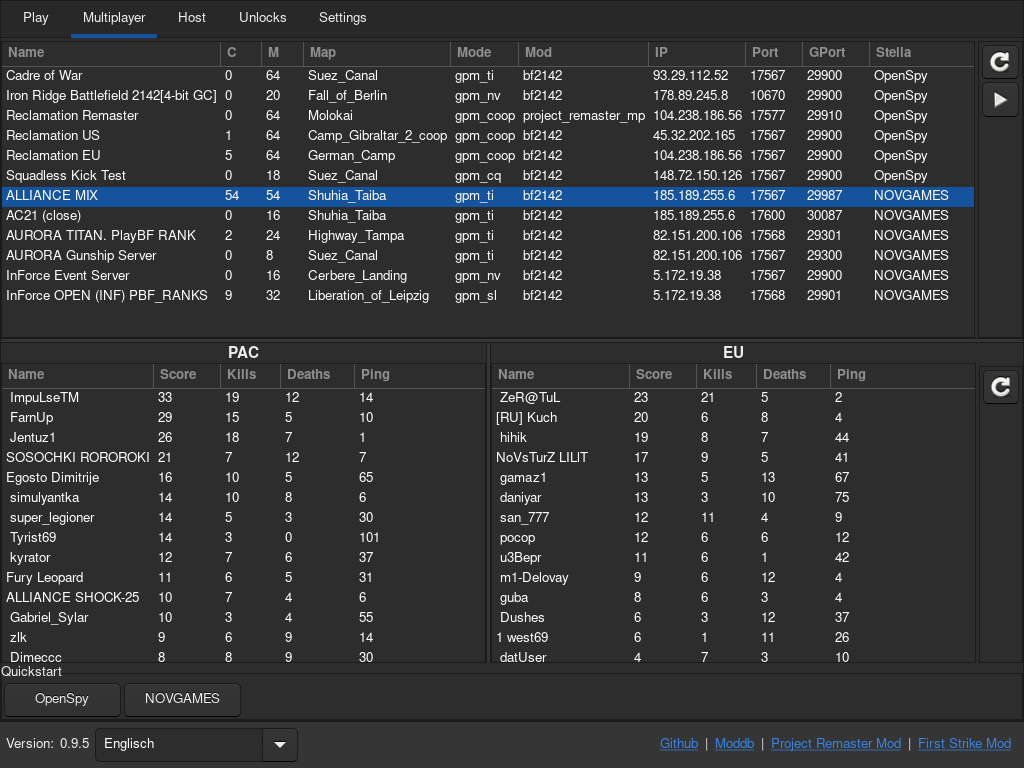 Play Multiplayer Host Unlocks Settings
Name C M Map Mode Mod IP Port GPort Stella
Cadre of War 0 64 Suez_Canal gpm_ti bf2142 93.29.112.52 17567 29900 OpenSpy
Iron Ridge Battlefield 2142[4-bit GC] 0 20 Fall_of_Berlin gpm_nv bf2142 178.89.245.8 10670 29900 OpenSpy
Reclamation Remaster 0 64 Molokai gpm_coop project_remaster_mp 104.238.186.56 17577 29910 OpenSpy
Reclamation US 1 64 Camp_Gibraltar_2_coop gpm_coop bf2142 45.32.202.165 17567 29900 OpenSpy
Reclamation EU 5 64 German_Camp gpm_coop bf2142 104.238.186.56 17567 29900 OpenSpy
Squadless Kick Test 0 18 Suez_Canal gpm_cq bf2142 148.72.150.126 17567 29900 OpenSpy
ALLIANCE MIX 54 54 Shuhia_Taiba gpm_ti bf2142 185.189.255.6 17567 29987 NOVGAMES
AC21 (close) 0 16 Shuhia_Taiba gpm_ti bf2142 185.189.255.6 17600 30087 NOVGAMES
AURORA TITAN. PlayBF RANK 2 24 Highway_Tampa gpm_ti bf2142 82.151.200.106 17568 29301 NOVGAMES
AURORA Gunship Server 0 8 Suez_Canal gpm_ti bf2142 82.151.200.106 17567 29300 NOVGAMES
InForce Event Server 0 16 Cerbere_Landing gpm_nv bf2142 5.172.19.38 17567 29900 NOVGAMES
InForce OPEN (INF) PBF_RANKS 9 32 Liberation_of_Leipzig gpm_sl bf2142 5.172.19.38 17568 29901 NOVGAMES
PAC
Name Score Kills Deaths Ping
ImpuLseTM 33 19 12 14
FarnUp 29 15 5 10
Jentuz1 26 18 7 1
SOSOCHKI ROROROKI 21 7 12 7
Egosto Dimitrije 16 10 5 65
simulyantka 14 10 8 6
super_legioner 14 5 3 30
Tyrist69 14 3 0 101
kyrator 12 7 6 37
Fury Leopard 11 6 5 31
ALLIANCE SHOCK-25 10 7 4 6
Gabriel_Sylar 10 3 4 55
zlk 9 6 9 14
Dimeccc 8 8 9 30
EU
Name Score Kills Deaths Ping
ZeR@TuL 23 21 5 2
[RU] Kuch 20 6 8 4
hihik 19 8 7 44
NoVsTurZ LILlT 17 9 5 41
gamaz1 13 5 13 67
daniyar 13 3 10 75
san_777 12 11 4 9
pocop 12 6 6 12
u3Bepr 11 6 1 42
m1-Delovay 9 6 12 4
guba 8 6 3 4
Dushes 6 3 12 37
1 west69 6 1 11 26
datUser 4 7 3 10
Quickstart
OpenSpy NOVGAMES
Version: 0.9.5 Englisch Github | Moddb | Project Remaster Mod | First Strike Mod